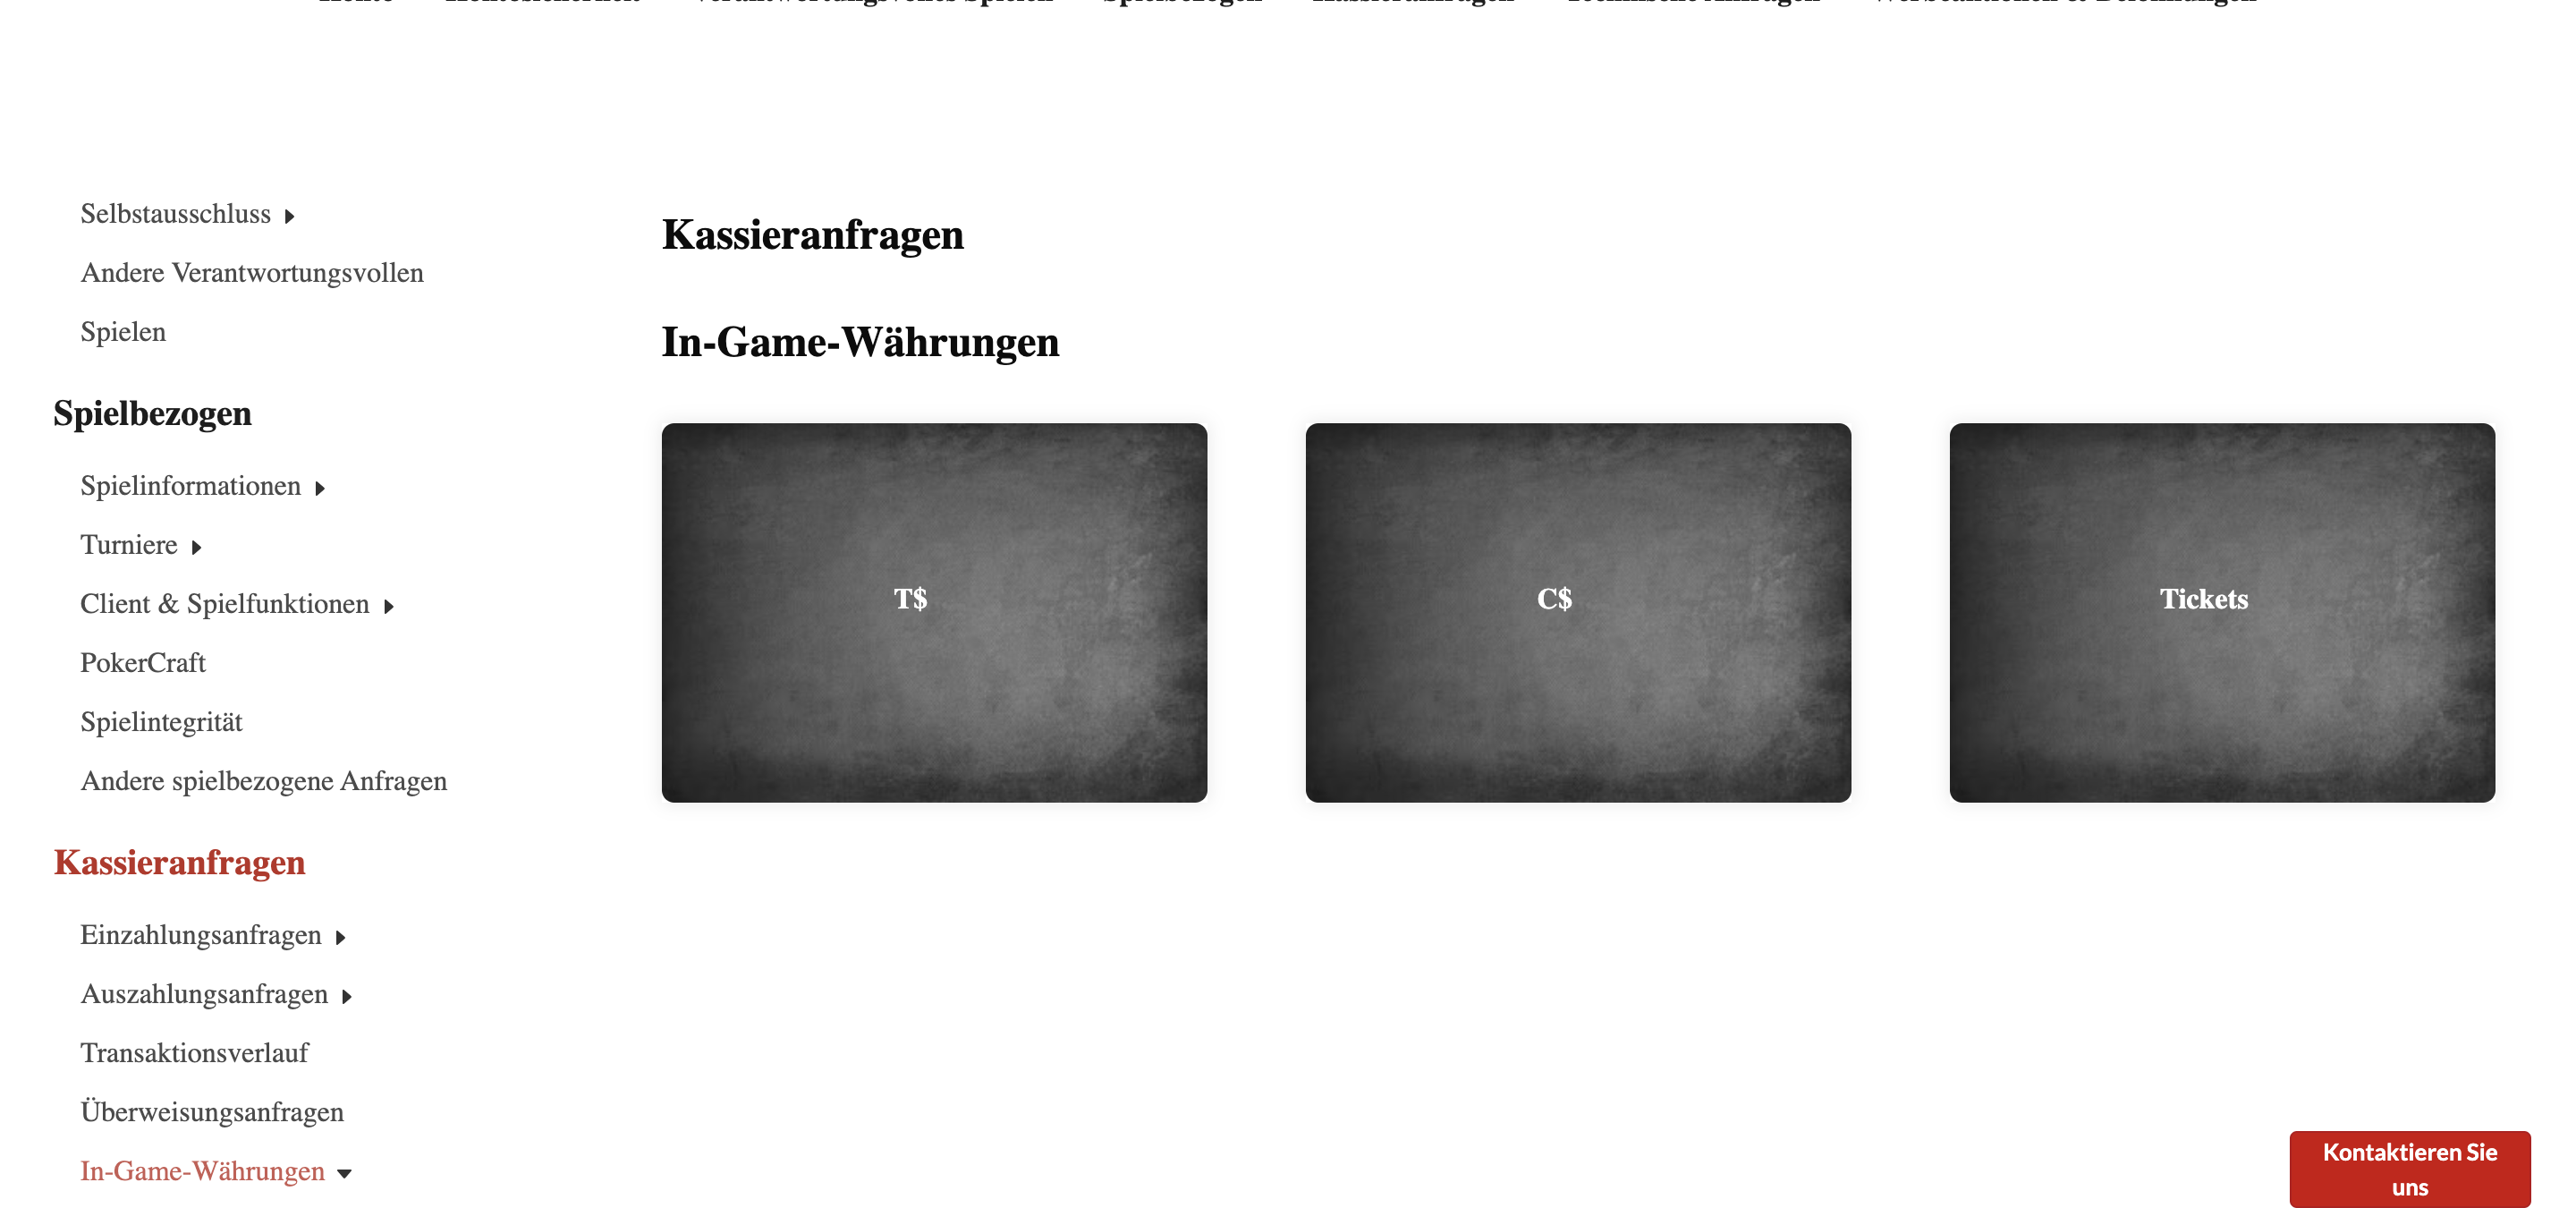 Selbstausschluss
Andere Verantwortungsvollen
Spielen
Spielbezogen
Spielinformationen
Turniere
Client & Spielfunktionen
PokerCraft
Spielintegrität
Andere spielbezogene Anfragen
Kassieranfragen
Einzahlungsanfragen
Auszahlungsanfragen
Transaktionsverlauf
Überweisungsanfragen
In-Game-Währungen
Kassieranfragen
In-Game-Währungen
T$
C$
Tickets
Kontaktieren Sie
uns